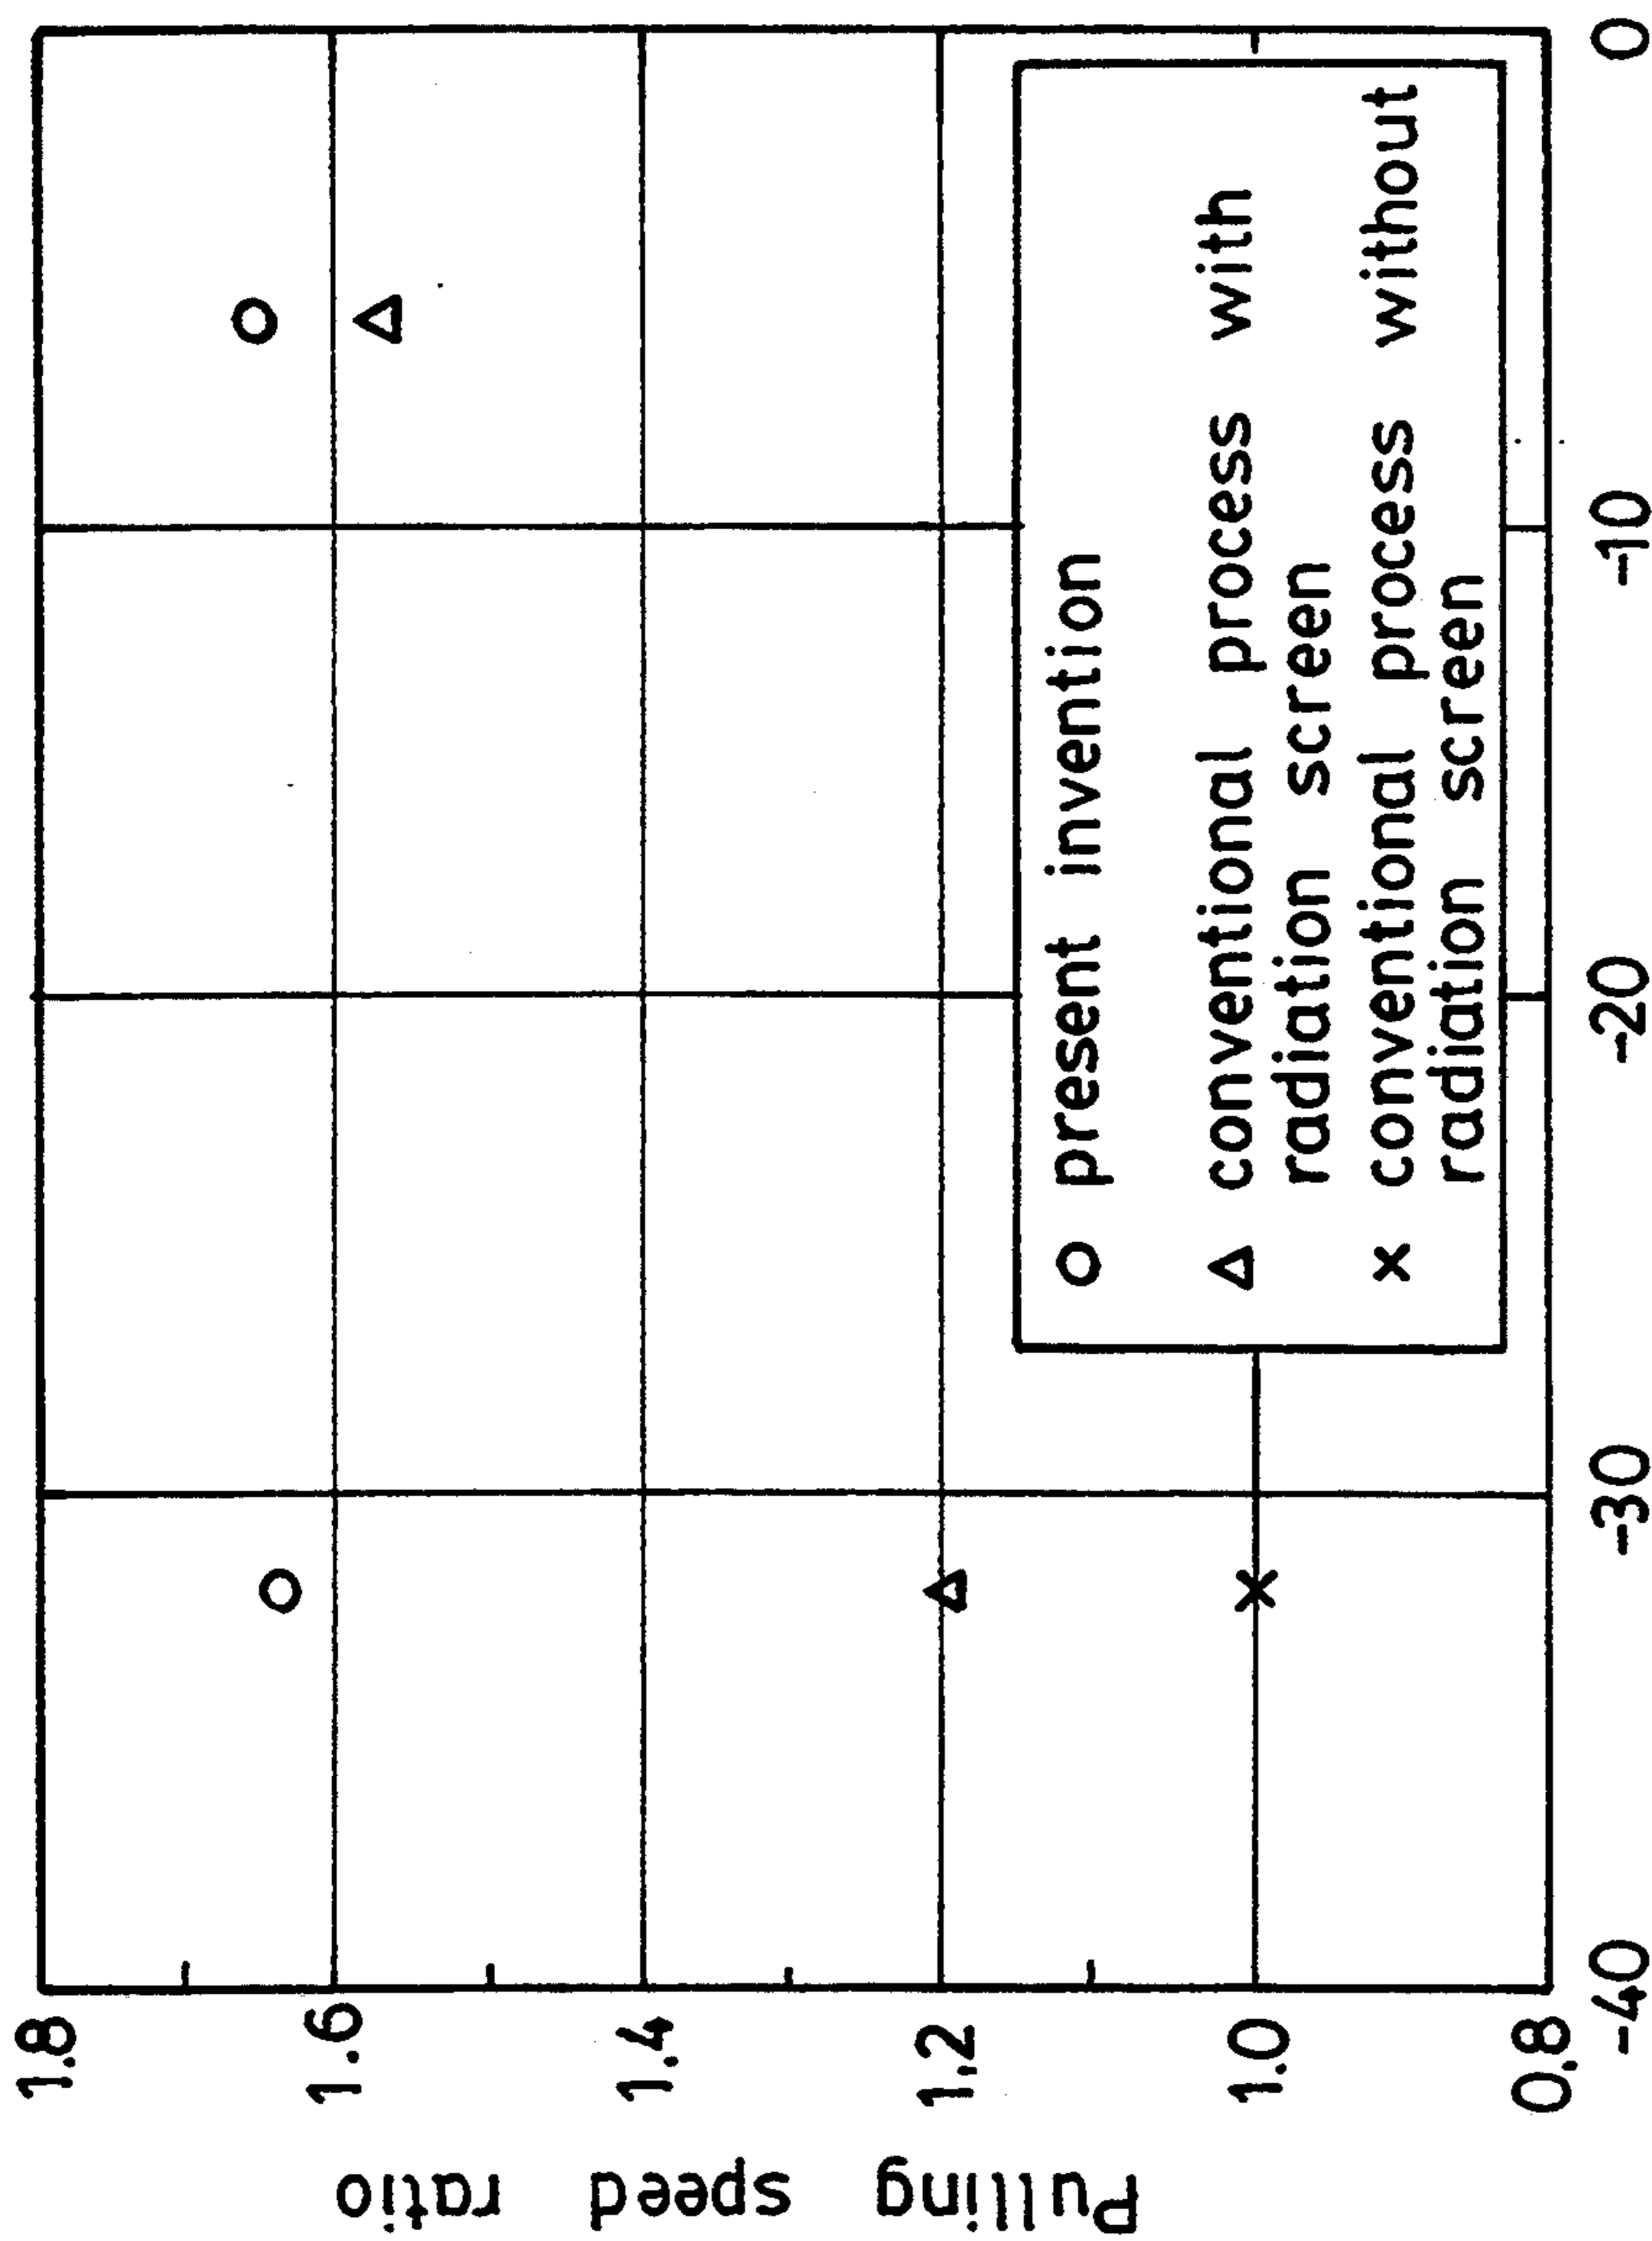 Pulling speed ratio
1.8
1.6
1.4
1.2
1.0
0.8
-40
-30
-20
-10
0
o present invention
△ conventional process with
radiation screen
× conventional process without
radiation screen